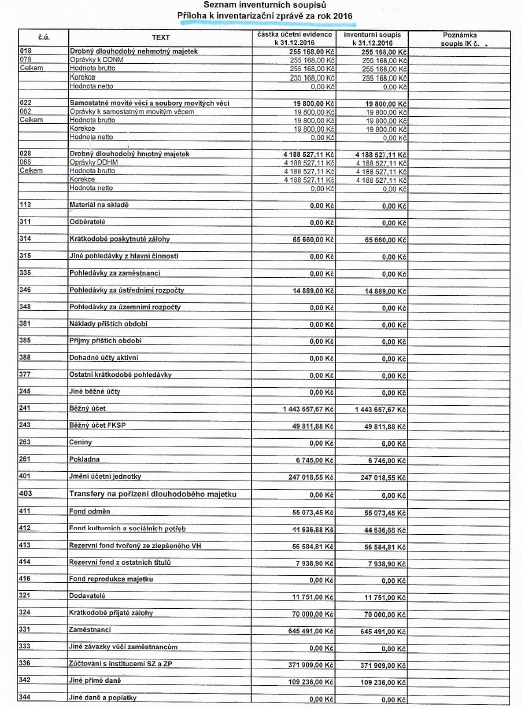 Seznam inventurních soupisů
Příloha k inventarizační zprávě za rok 2016
č.ú. TEXT částka účetní evidence k 31.12.2016 inventurní soupis k 31.12.2016 Poznámka soupis IK č.
018 Drobný dlouhodobý nehmotný majetek 255 168,00 Kč 255 168,00 Kč
078 Oprávky k DDNM 255 168,00 Kč 255 168,00 Kč
Celkem Hodnota brutto 255 168,00 Kč 255 168,00 Kč
Korekce 255 168,00 Kč 255 168,00 Kč
Hodnota netto 0,00 Kč 0,00 Kč
022 Samostatné movité věci a soubory movitých věcí 19 800,00 Kč 19 800,00 Kč
082 Oprávky k samostatným movitým věcem 19 800,00 Kč 19 800,00 Kč
Celkem Hodnota brutto 19 800,00 Kč 19 800,00 Kč
Korekce 19 800,00 Kč 19 800,00 Kč
Hodnota netto 0,00 Kč 0,00 Kč
028 Drobný dlouhodobý hmotný majetek 4 188 527,11 Kč 4 188 527,11 Kč
088 Oprávky DDHM 4 188 527,11 Kč 4 188 527,11 Kč
Celkem Hodnota brutto 4 188 527,11 Kč 4 188 527,11 Kč
Korekce 4 188 527,11 Kč 4 188 527,11 Kč
Hodnota netto 0,00 Kč 0,00 Kč
112 Materiál na skladě 0,00 Kč 0,00 Kč
311 Odběratelé 0,00 Kč 0,00 Kč
314 Krátkodobé poskytnuté zálohy 65 660,00 Kč 65 660,00 Kč
315 Jiné pohledávky z hlavní činnosti 0,00 Kč 0,00 Kč
335 Pohledávky za zaměstnanci 0,00 Kč 0,00 Kč
346 Pohledávky za ústředními rozpočty 14 889,00 Kč 14 889,00 Kč
348 Pohledávky za územními rozpočty 0,00 Kč 0,00 Kč
381 Náklady příštích období 0,00 Kč 0,00 Kč
385 Příjmy příštích období 0,00 Kč 0,00 Kč
388 Dohadné účty aktivní 0,00 Kč 0,00 Kč
377 Ostatní krátkodobé pohledávky 0,00 Kč 0,00 Kč
245 Jiné běžné účty 0,00 Kč 0,00 Kč
241 Běžný účet 1 443 657,67 Kč 1 443 657,67 Kč
243 Běžný účet FKSP 49 811,88 Kč 49 811,88 Kč
263 Ceniny 0,00 Kč 0,00 Kč
261 Pokladna 6 745,00 Kč 6 745,00 Kč
401 Jmění účetní jednotky 247 018,55 Kč 247 018,55 Kč
403 Transfery na pořízení dlouhodobého majetku 0,00 Kč 0,00 Kč
411 Fond odměn 55 073,45 Kč 55 073,45 Kč
412 Fond kulturních a sociálních potřeb 44 636,88 Kč 44 636,88 Kč
413 Rezervní fond tvořený ze zlepšeného VH 56 584,81 Kč 56 584,81 Kč
414 Rezervní fond z ostatních titulů 7 938,90 Kč 7 938,90 Kč
416 Fond reprodukce majetku 0,00 Kč 0,00 Kč
321 Dodavatelé 11 751,00 Kč 11 751,00 Kč
324 Krátkodobé přijaté zálohy 70 000,00 Kč 70 000,00 Kč
331 Zaměstnanci 645 491,00 Kč 645 491,00 Kč
333 Jiné závazky vůči zaměstnancům 0,00 Kč 0,00 Kč
336 Zúčtování s institucemi SZ a ZP 371 909,00 Kč 371 909,00 Kč
342 Jiné přímé daně 109 236,00 Kč 109 236,00 Kč
344 Jiné daně a poplatky 0,00 Kč 0,00 Kč